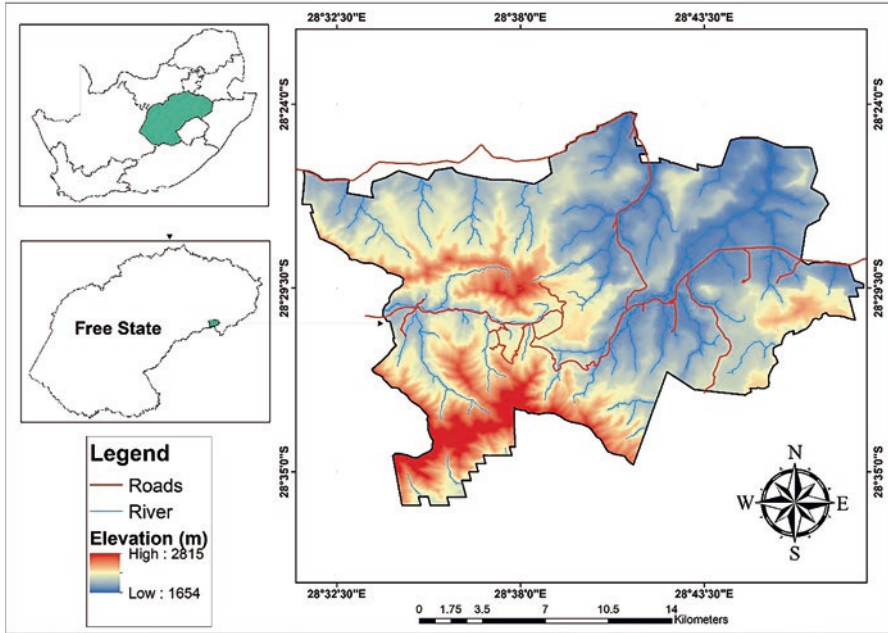 28°32'30"E 28°38'0"E 28°43'30"E
28°24'0"S 28°24'0"S
28°29'30"S 28°29'30"S
28°35'0"S 28°35'0"S
Free State
Legend
Roads
River
Elevation (m)
High : 2815
Low : 1654
N
W E
S
28°32'30"E 28°38'0"E 28°43'30"E
0 1.75 3.5 7 10.5 14
Kilometers